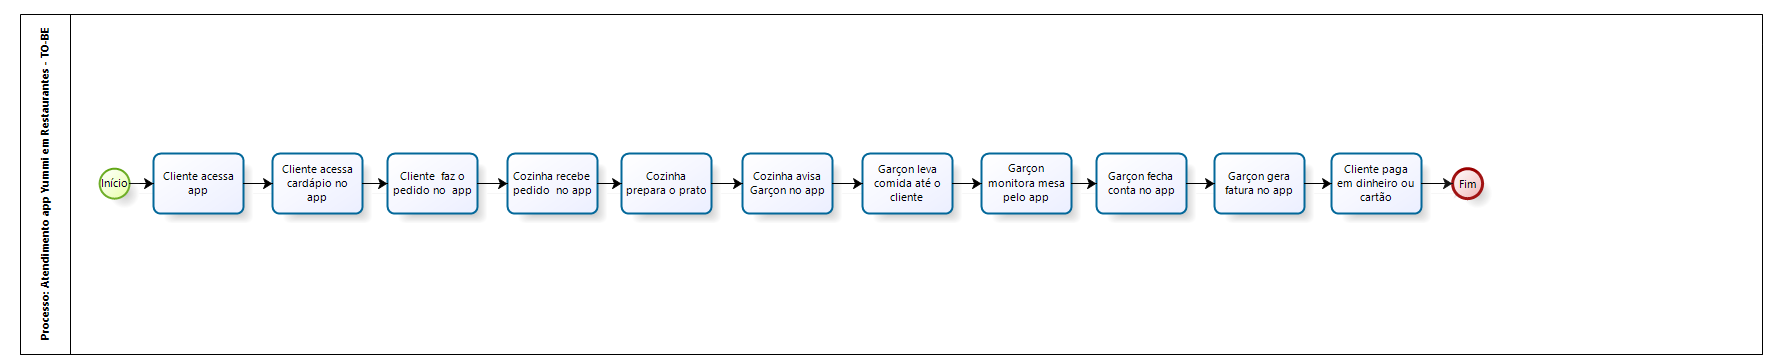 Processo: Atendimento app Yummi em Restaurantes - TO-BE
Início
Cliente acessa
app
Cliente acessa
cardápio no
app
Cliente faz o
pedido no app
Cozinha recebe
pedido no app
Cozinha
prepara o prato
Cozinha avisa
Garçon no app
Garçon leva
comida até o
cliente
Garçon
monitora mesa
pelo app
Garçon fecha
conta no app
Garçon gera
fatura no app
Cliente paga
em dinheiro ou
cartão
Fim